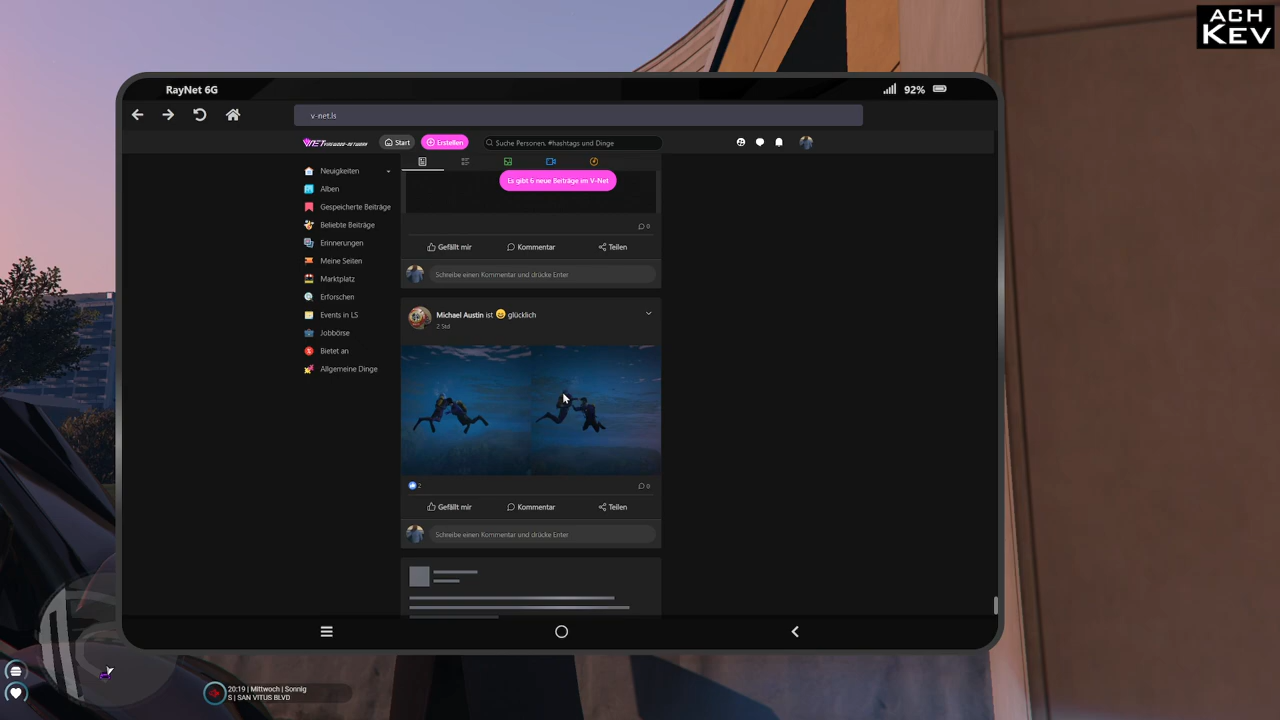 ACH
KEV
RayNet 6G
92%
v-net.ls
Start
Erstellen
Suche Personen, #hashtags und Dinge
Neuigkeiten
Alben
Gespeicherte Beiträge
Beliebte Beiträge
Erinnerungen
Meine Seiten
Marktplatz
Erforschen
Events in LS
Jobbörse
Bietet an
Allgemeine Dinge
Es gibt 6 neue Beiträge im V-Net
0
Gefällt mir
Kommentar
Teilen
Schreibe einen Kommentar und drücke Enter
Michael Austin ist glücklich
2 Std
2
0
Gefällt mir
Kommentar
Teilen
Schreibe einen Kommentar und drücke Enter
20:19 | Mittwoch | Sonnig
S | SAN VITUS BLVD